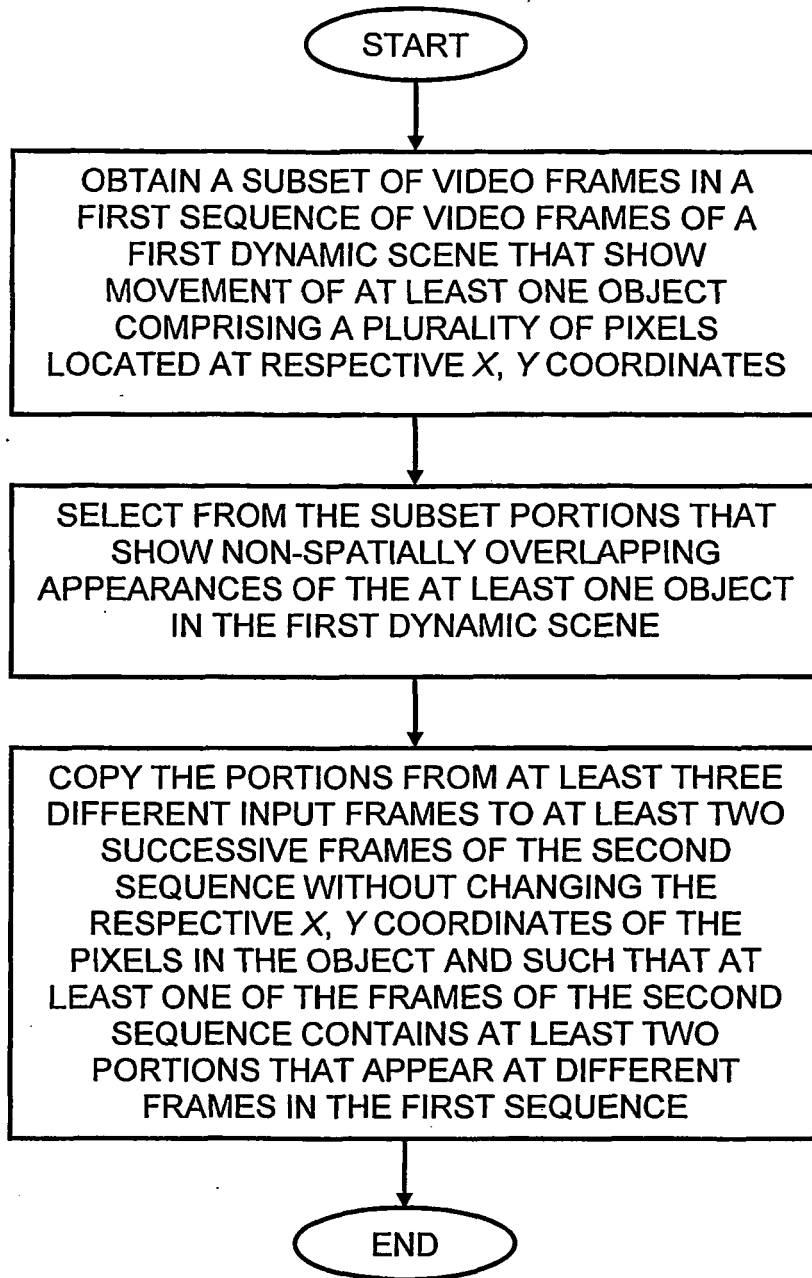 START
OBTAIN A SUBSET OF VIDEO FRAMES IN A
FIRST SEQUENCE OF VIDEO FRAMES OF A
FIRST DYNAMIC SCENE THAT SHOW
MOVEMENT OF AT LEAST ONE OBJECT
COMPRISING A PLURALITY OF PIXELS
LOCATED AT RESPECTIVE X, Y COORDINATES
SELECT FROM THE SUBSET PORTIONS THAT
SHOW NON-SPATIALLY OVERLAPPING
APPEARANCES OF THE AT LEAST ONE OBJECT
IN THE FIRST DYNAMIC SCENE
COPY THE PORTIONS FROM AT LEAST THREE
DIFFERENT INPUT FRAMES TO AT LEAST TWO
SUCCESSIVE FRAMES OF THE SECOND
SEQUENCE WITHOUT CHANGING THE
RESPECTIVE X, Y COORDINATES OF THE
PIXELS IN THE OBJECT AND SUCH THAT AT
LEAST ONE OF THE FRAMES OF THE SECOND
SEQUENCE CONTAINS AT LEAST TWO
PORTIONS THAT APPEAR AT DIFFERENT
FRAMES IN THE FIRST SEQUENCE
END